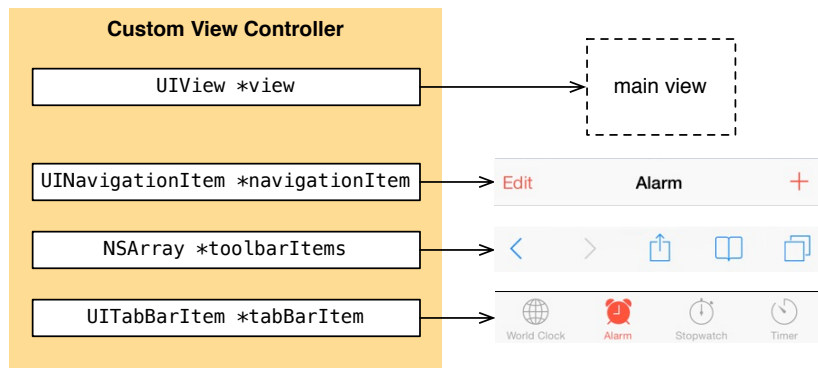 Custom View Controller
UIView *view
main view
UINavigationItem *navigationItem
Edit Alarm +
NSArray *toolbarItems
UITabBarItem *tabBarItem
World Clock Alarm Stopwatch Timer